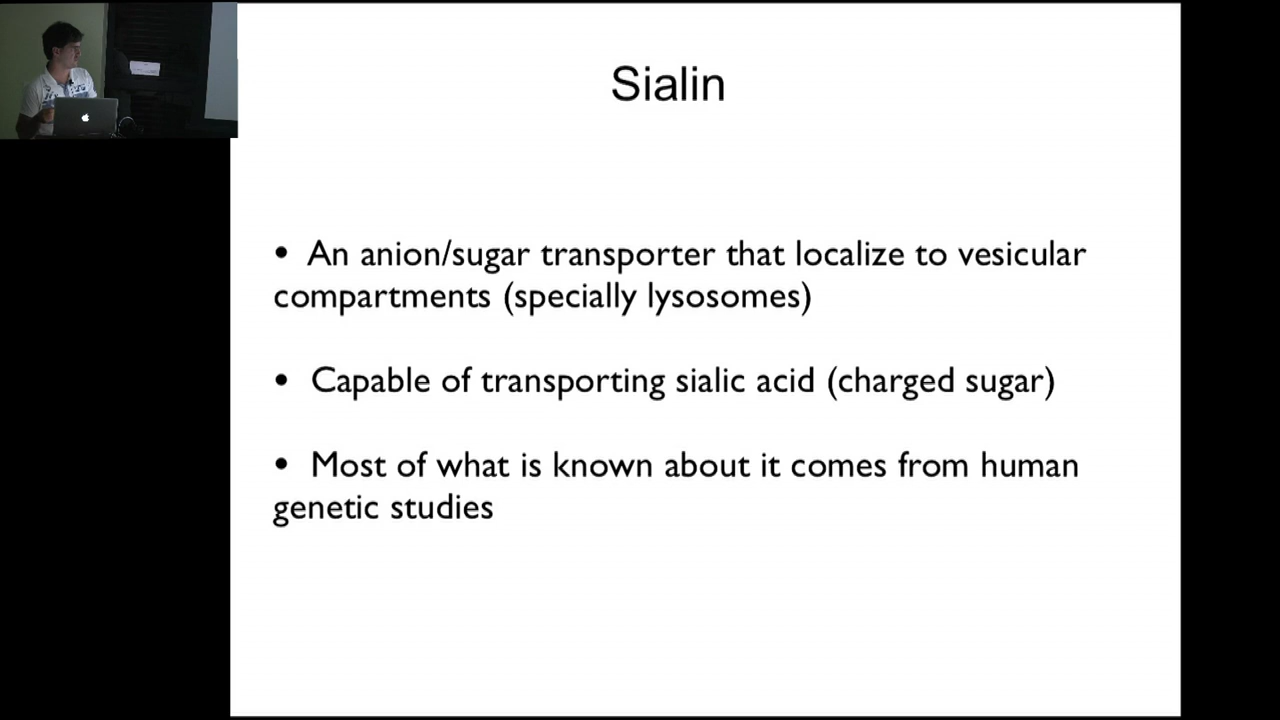 Sialin
• An anion/sugar transporter that localize to vesicular
compartments (specially lysosomes)
• Capable of transporting sialic acid (charged sugar)
• Most of what is known about it comes from human
genetic studies